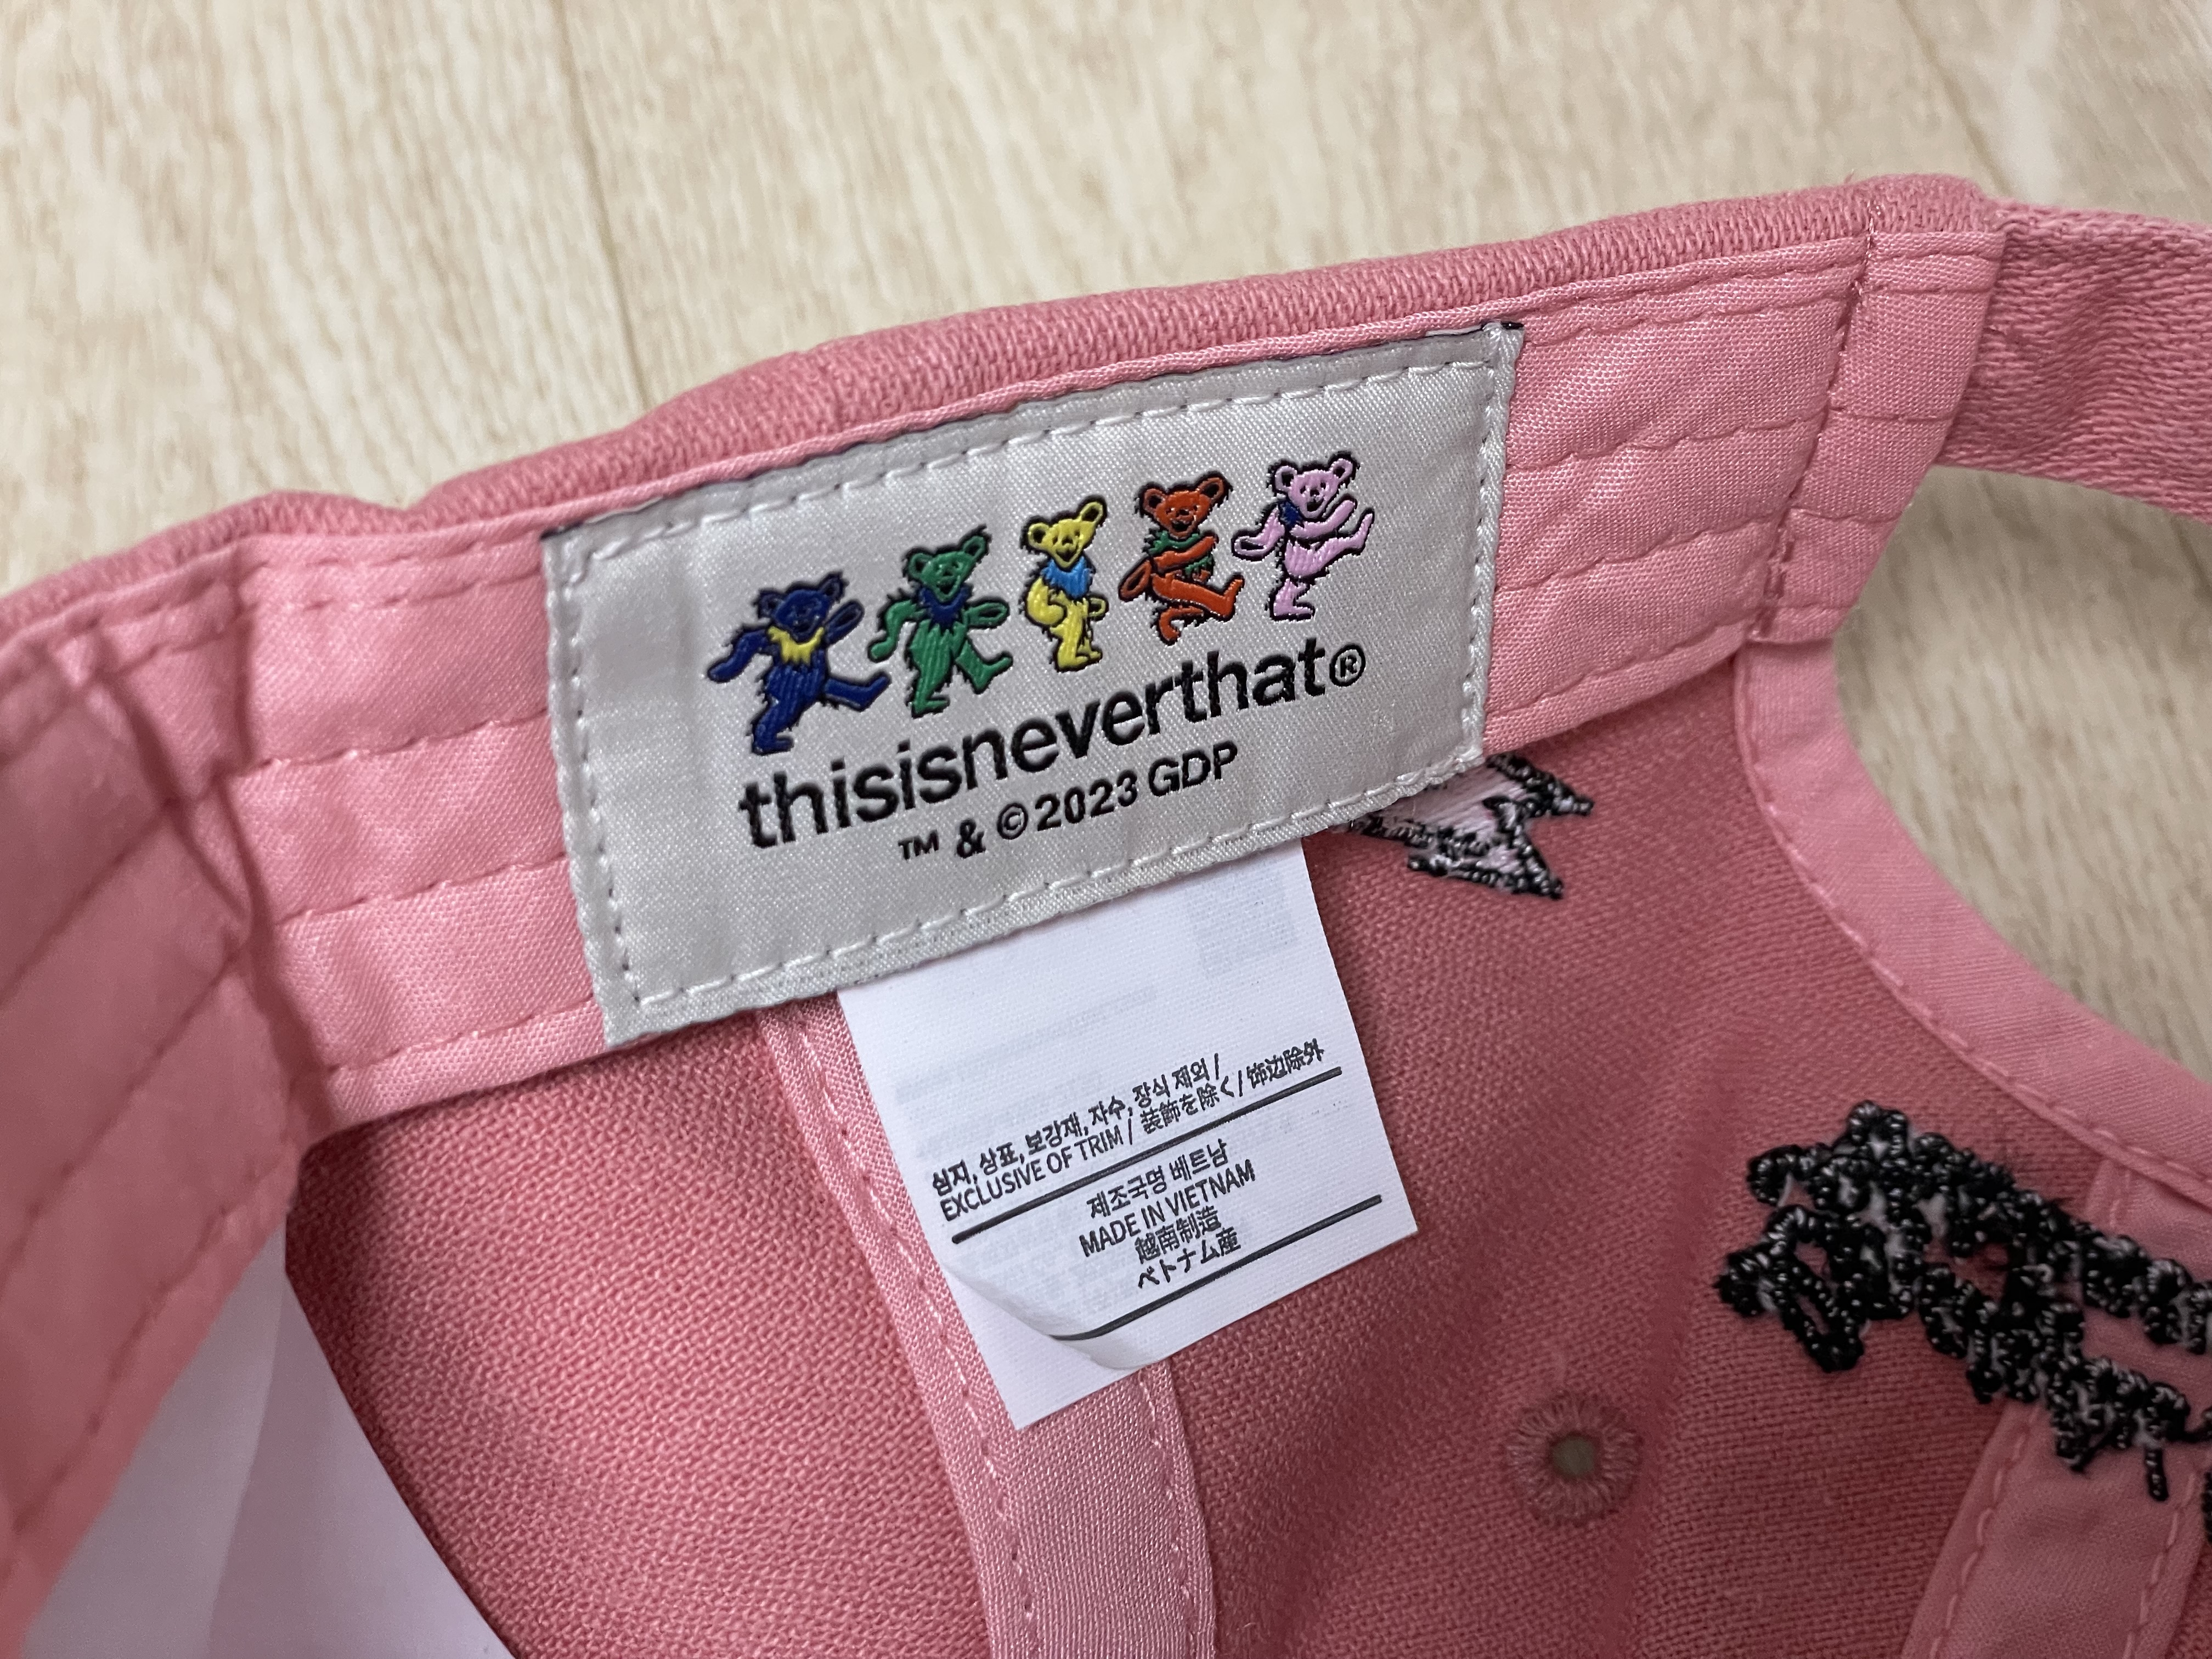 thisisneverthat®
™ & © 2023 GDP
심지, 상표, 보강재, 자수, 장식 제외 /
EXCLUSIVE OF TRIM / 装飾を除く / 饰边除外
제조국명 베트남
MADE IN VIETNAM
越南制造
ベトナム産